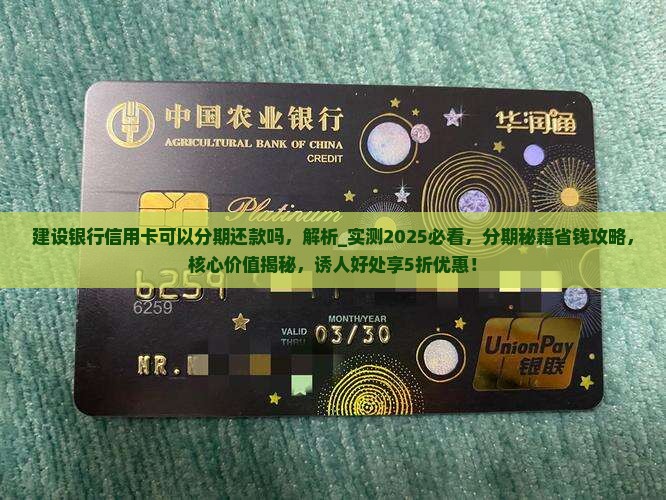 中国农业银行
AGRICULTURAL BANK OF CHINA
CREDIT
华润通
Platinum
建设银行信用卡可以分期还款吗，解析_实测2025必看，分期秘籍省钱攻略，
核心价值揭秘，诱人好处享5折优惠！
6259
6259
MONTH/YEAR
VALID THRU 03/30
MR.
UnionPay
银联